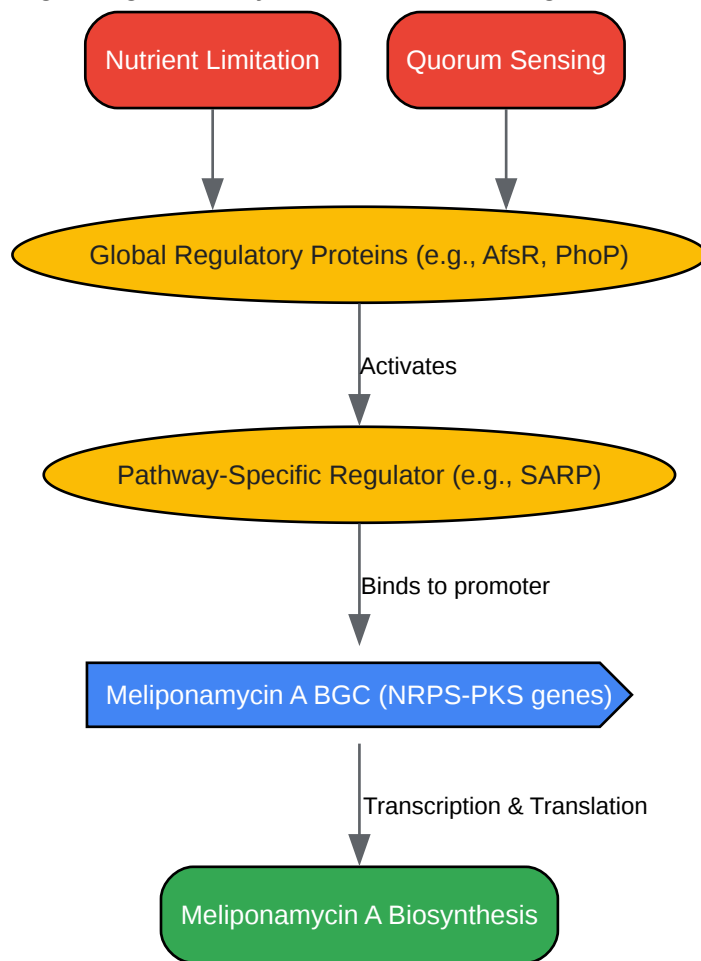 Nutrient Limitation
Quorum Sensing
Global Regulatory Proteins (e.g., AfsR, PhoP)
Activates
Pathway-Specific Regulator (e.g., SARP)
Binds to promoter
Meliponamycin A BGC (NRPS-PKS genes)
Transcription & Translation
Meliponamycin A Biosynthesis